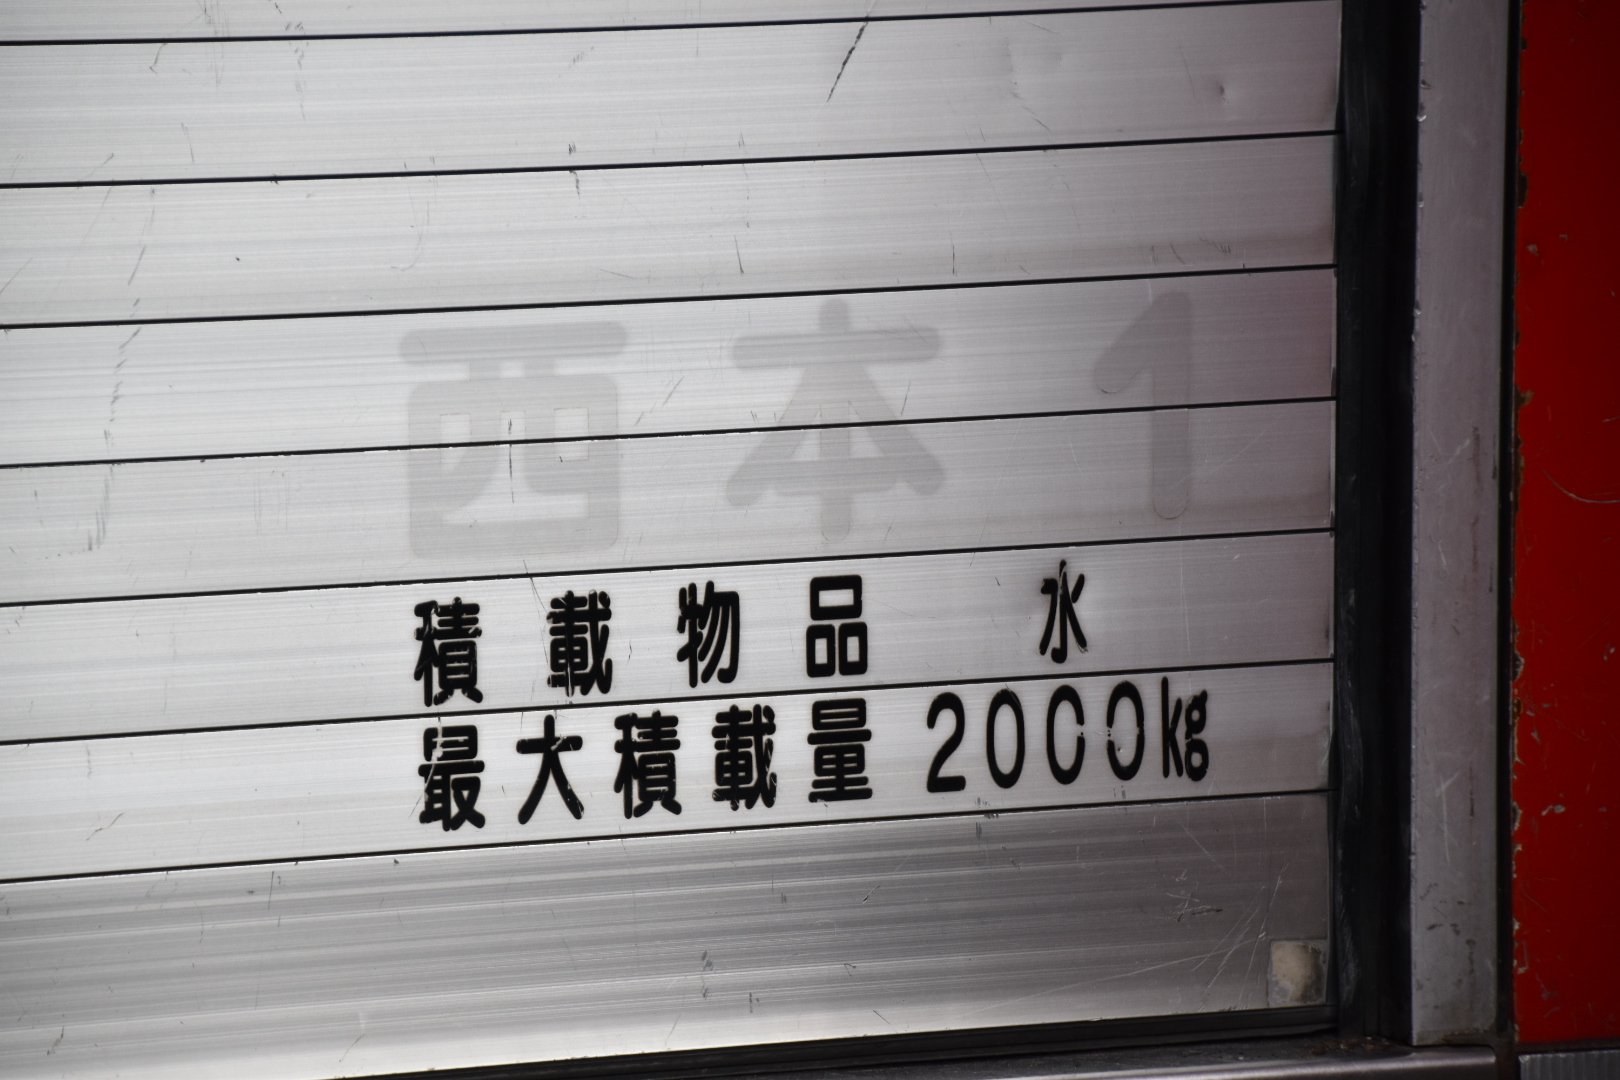 西本1
積載物品 水
最大積載量 2000kg